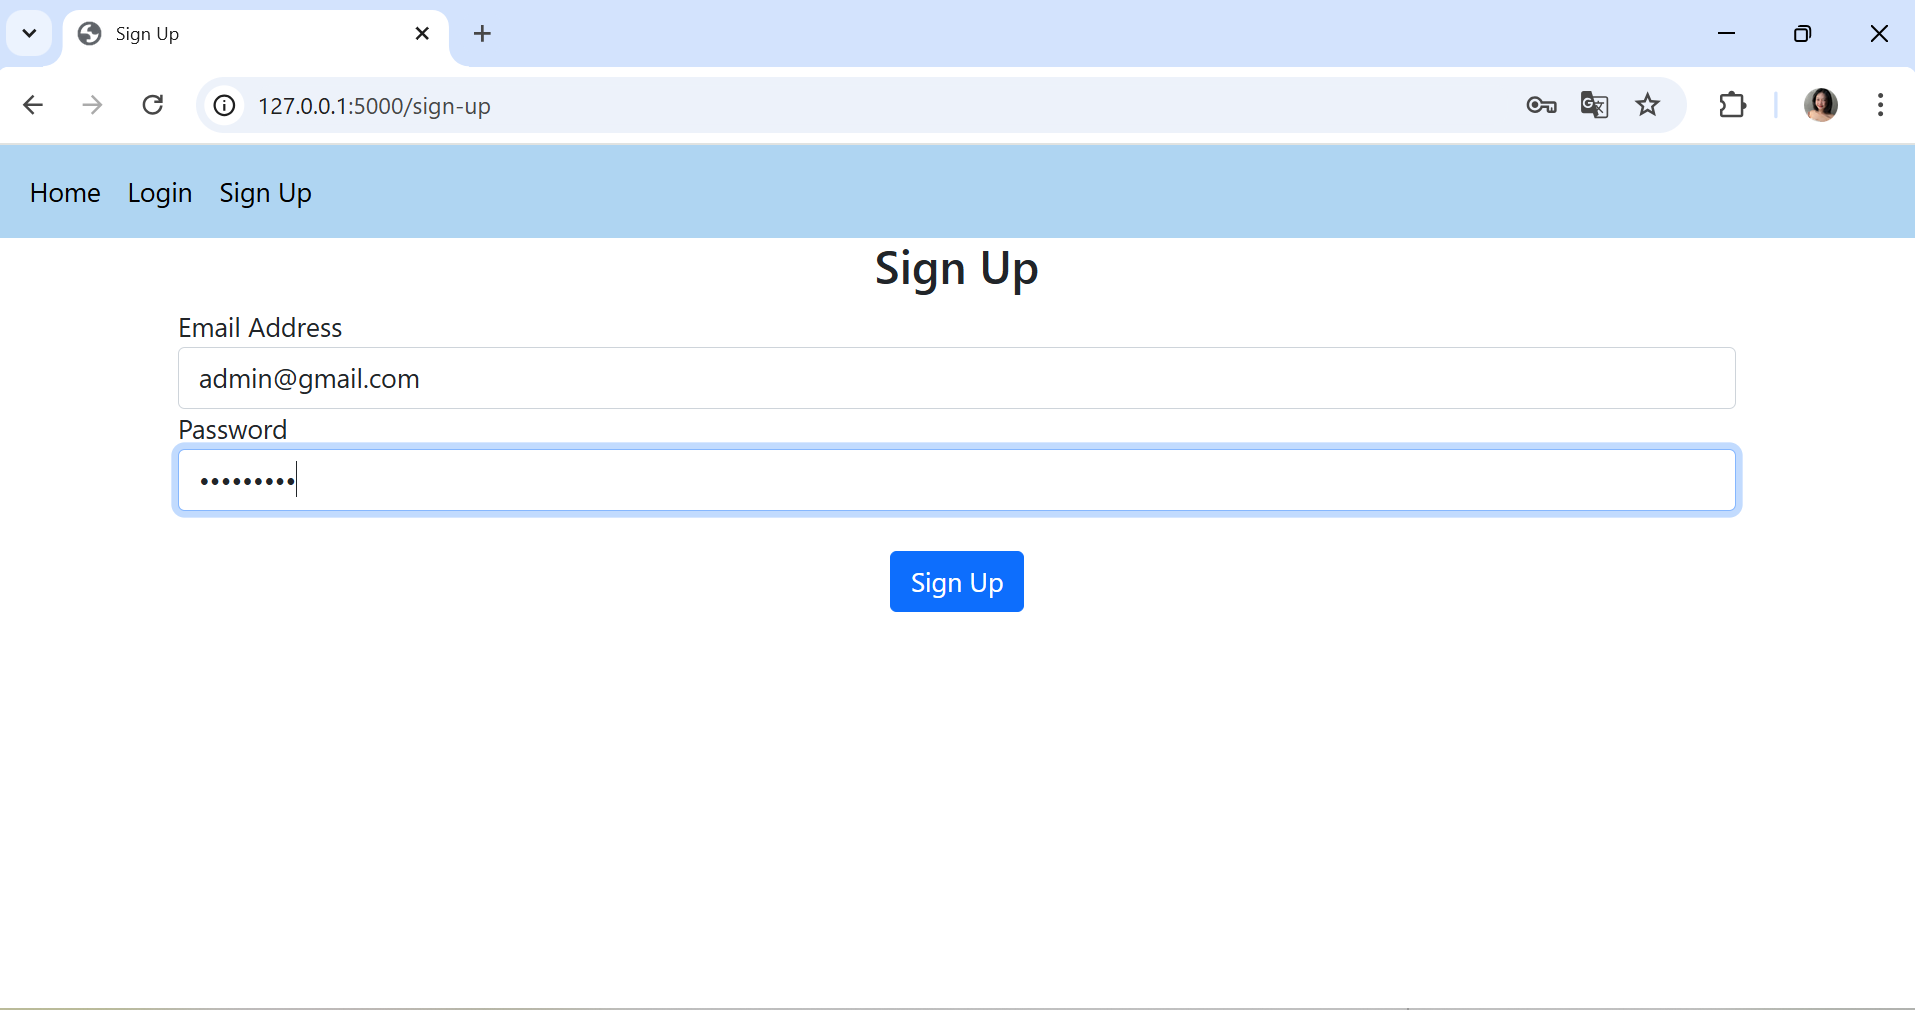 Sign Up
127.0.0.1:5000/sign-up
Home Login Sign Up
Sign Up
Email Address
admin@gmail.com
Password
•••••••••
Sign Up